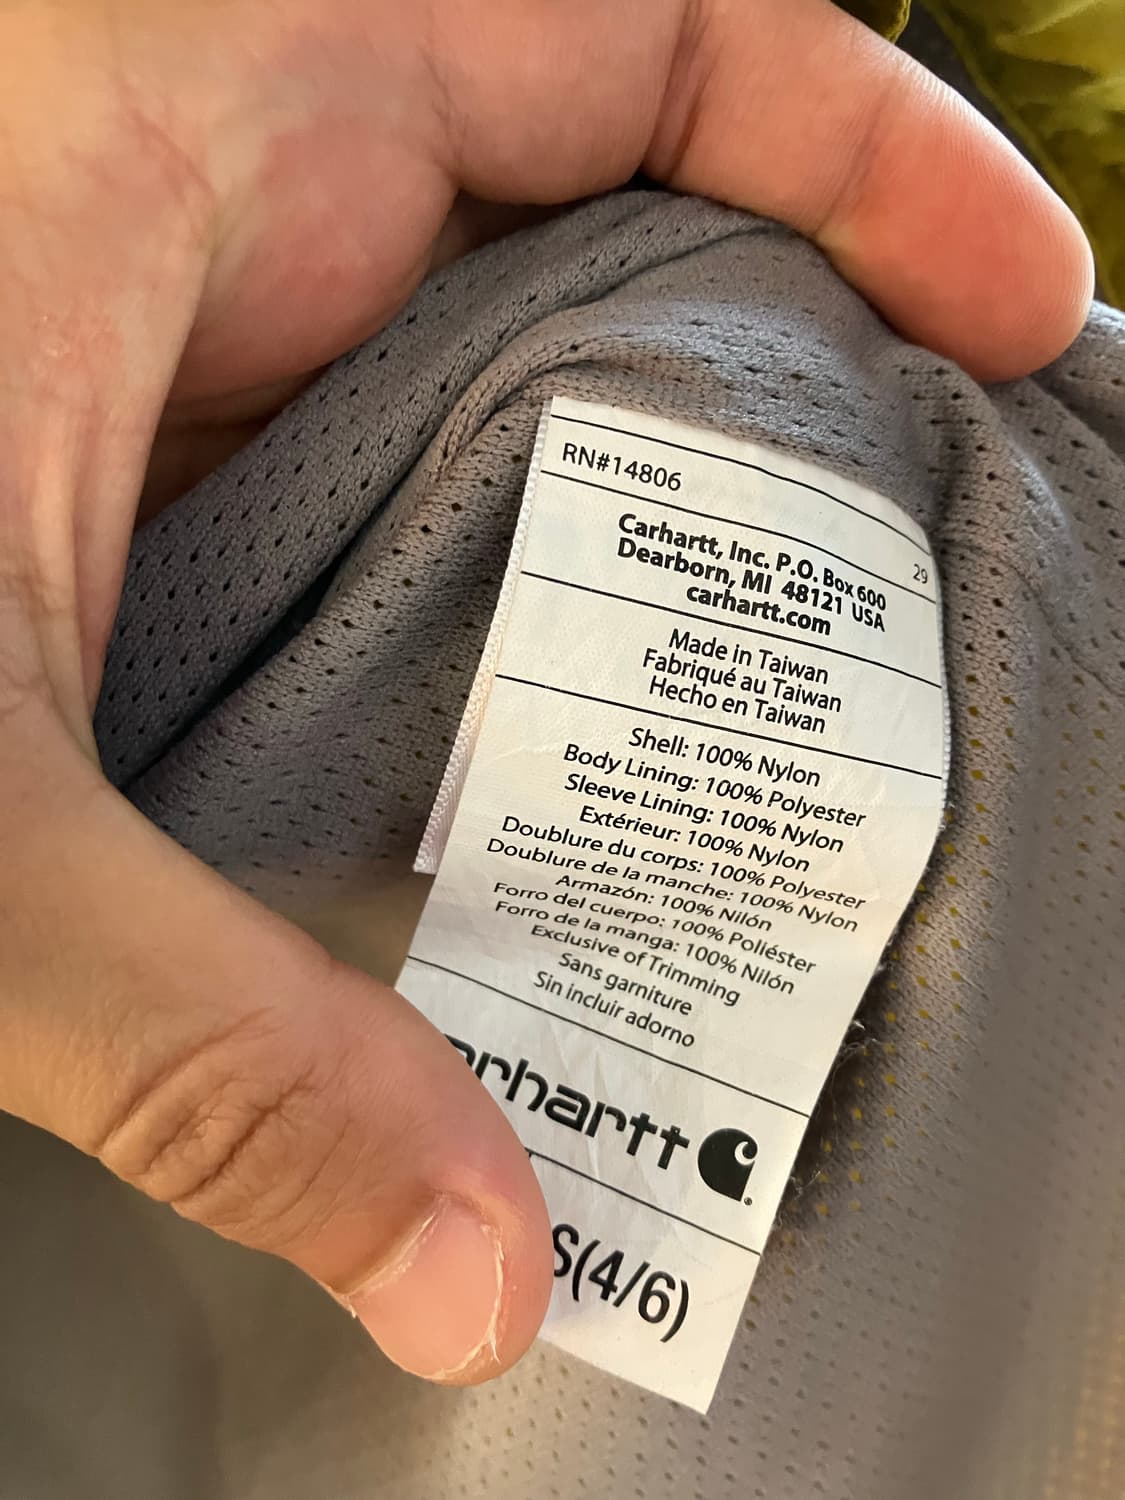 RN#14806
29
Carhartt, Inc. P.O. Box 600
Dearborn, MI 48121 USA
carhartt.com
Made in Taiwan
Fabriqué au Taiwan
Hecho en Taiwan
Shell: 100% Nylon
Body Lining: 100% Polyester
Sleeve Lining: 100% Nylon
Extérieur: 100% Nylon
Doublure du corps: 100% Polyester
Doublure de la manche: 100% Nylon
Armazón: 100% Nilón
Forro del cuerpo: 100% Poliéster
Forro de la manga: 100% Nilón
Exclusive of Trimming
Sans garniture
Sin incluir adorno
arhartt
S(4/6)